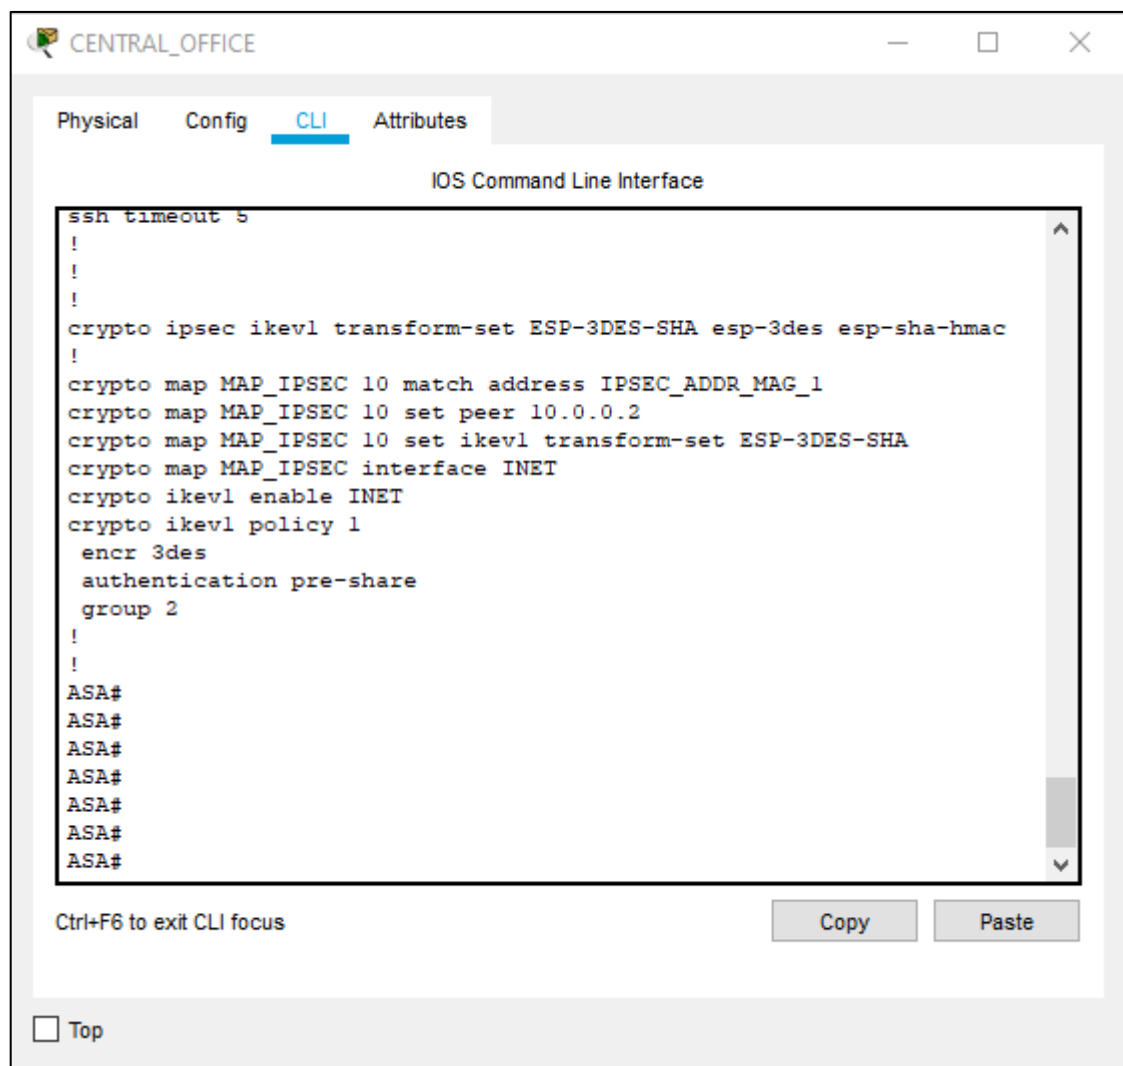 CENTRAL_OFFICE
Physical Config CLI Attributes
IOS Command Line Interface
ssh timeout 5
!
!
!
crypto ipsec ikev1 transform-set ESP-3DES-SHA esp-3des esp-sha-hmac
!
crypto map MAP_IPSEC 10 match address IPSEC_ADDR_MAG_1
crypto map MAP_IPSEC 10 set peer 10.0.0.2
crypto map MAP_IPSEC 10 set ikev1 transform-set ESP-3DES-SHA
crypto map MAP_IPSEC interface INET
crypto ikev1 enable INET
crypto ikev1 policy 1
 encr 3des
 authentication pre-share
 group 2
!
!
ASA#
ASA#
ASA#
ASA#
ASA#
ASA#
ASA#
Ctrl+F6 to exit CLI focus Copy Paste
Top